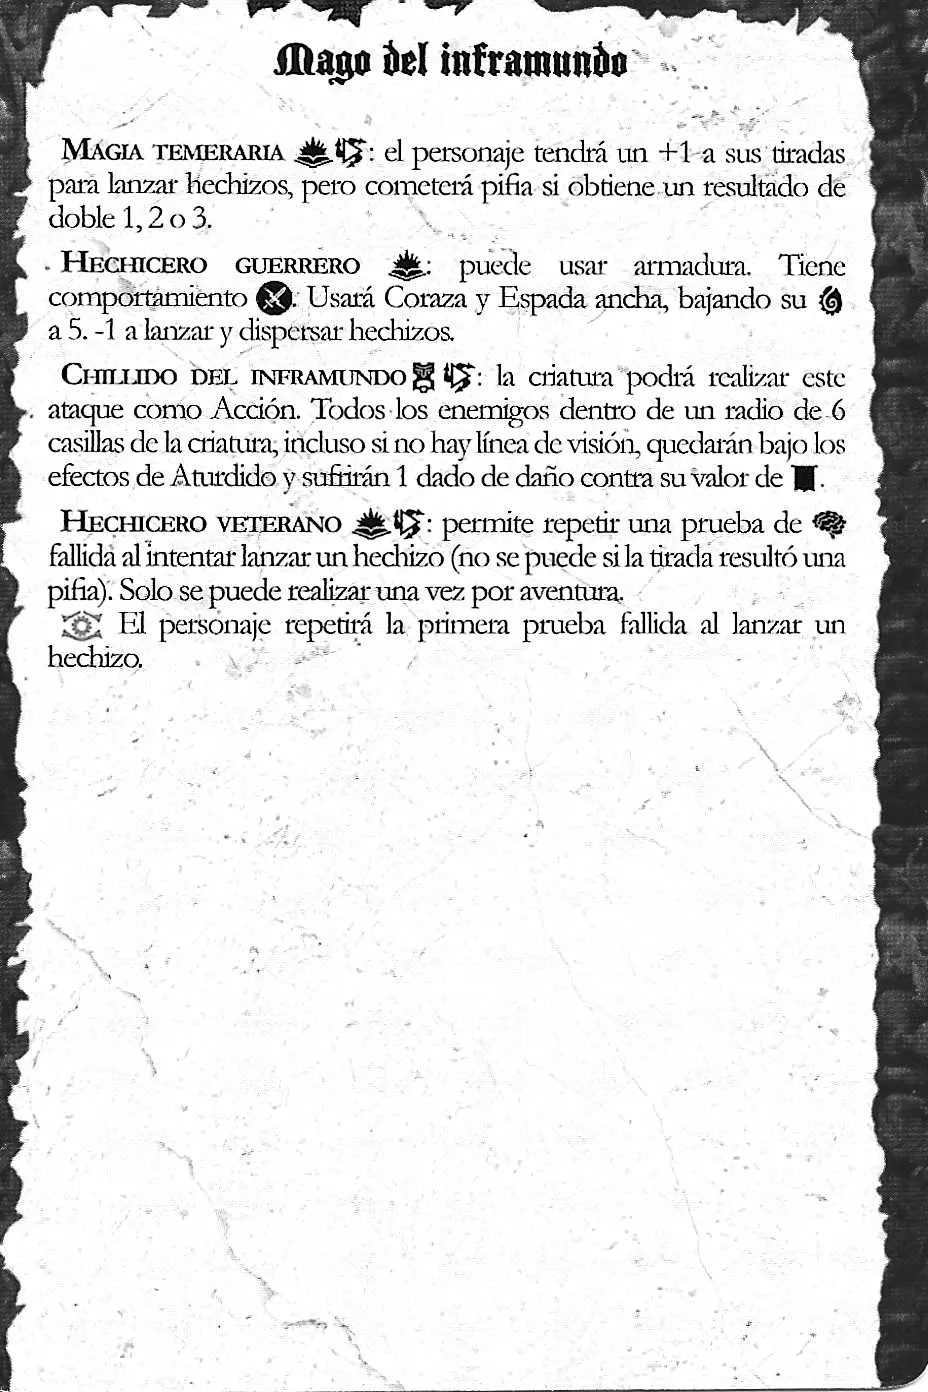 Mago del inframundo
MAGIA TEMERARIA : el personaje tendrá un +1 a sus tiradas
para lanzar hechizos, pero cometerá pifia si obtiene un resultado de
doble 1, 2 o 3.
HECHICERO GUERRERO : puede usar armadura. Tiene
comportamiento . Usará Coraza y Espada ancha, bajando su
a 5. -1 a lanzar y dispersar hechizos.
CHILLIDO DEL INFRAMUNDO : la criatura podrá realizar este
ataque como Acción. Todos los enemigos dentro de un radio de 6
casillas de la criatura, incluso si no hay línea de visión, quedarán bajo los
efectos de Aturdido y sufrirán 1 dado de daño contra su valor de .
HECHICERO VETERANO : permite repetir una prueba de
fallida al intentar lanzar un hechizo (no se puede si la tirada resultó una
pifia). Solo se puede realizar una vez por aventura.
El personaje repetirá la primera prueba fallida al lanzar un
hechizo.